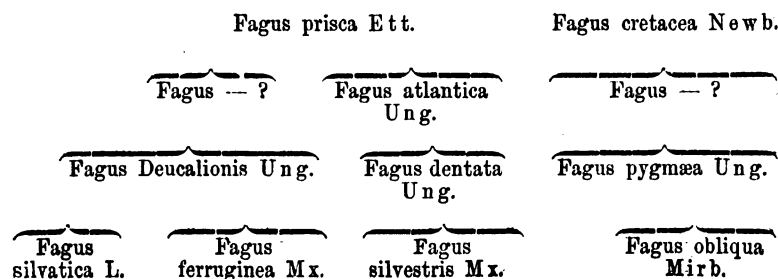 Fagus prisca Ett. Fagus cretacea Newb.
Fagus — ? Fagus atlantica Fagus — ?
Ung.
Fagus Deucalionis Ung. Fagus dentata Fagus pygmæa Ung.
Ung.
Fagus Fagus Fagus Fagus obliqua
silvatica L. ferruginea Mx. silvestris Mx. Mirb.